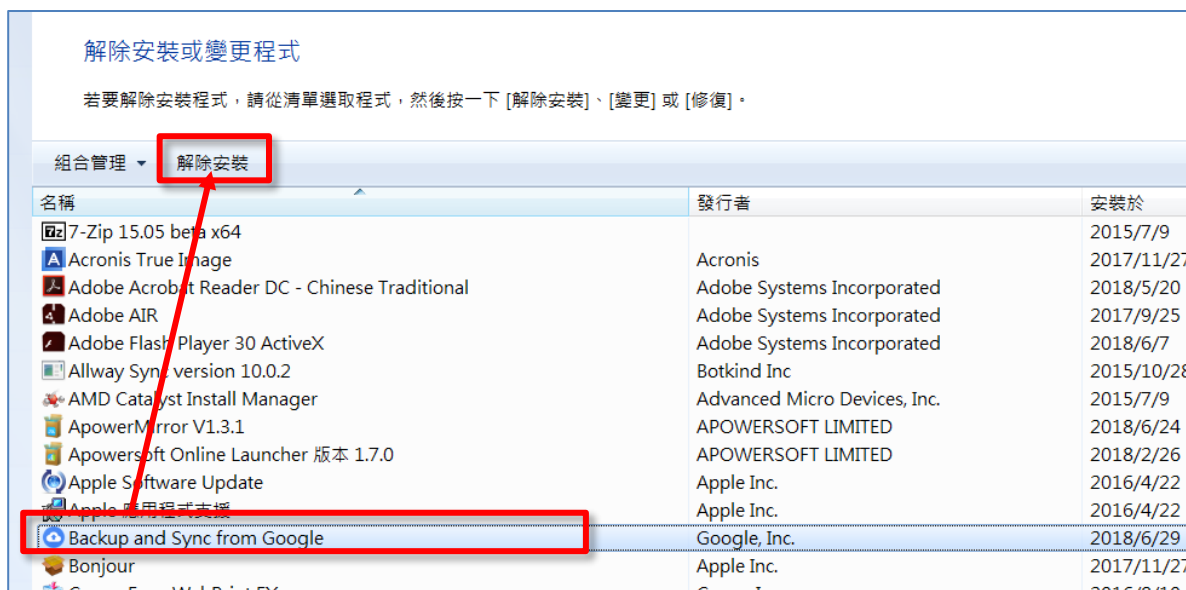 解除安裝或變更程式
若要解除安裝程式，請從清單選取程式，然後按一下 [解除安裝]、[變更] 或 [修復]。
組合管理 解除安裝
名稱 發行者 安裝於
7-Zip 15.05 beta x64 2015/7/9
Acronis True Image Acronis 2017/11/27
Adobe Acrobat Reader DC - Chinese Traditional Adobe Systems Incorporated 2018/5/20
Adobe AIR Adobe Systems Incorporated 2017/9/25
Adobe Flash Player 30 ActiveX Adobe Systems Incorporated 2018/6/7
Allway Sync version 10.0.2 Botkind Inc 2015/10/28
AMD Catalyst Install Manager Advanced Micro Devices, Inc. 2015/7/9
ApowerMirror V1.3.1 APOWERSOFT LIMITED 2018/6/24
Apowersoft Online Launcher 版本 1.7.0 APOWERSOFT LIMITED 2018/2/26
Apple Software Update Apple Inc. 2016/4/22
Apple 應用程式支援 Apple Inc. 2016/4/22
Backup and Sync from Google Google, Inc. 2018/6/29
Bonjour Apple Inc. 2017/11/27